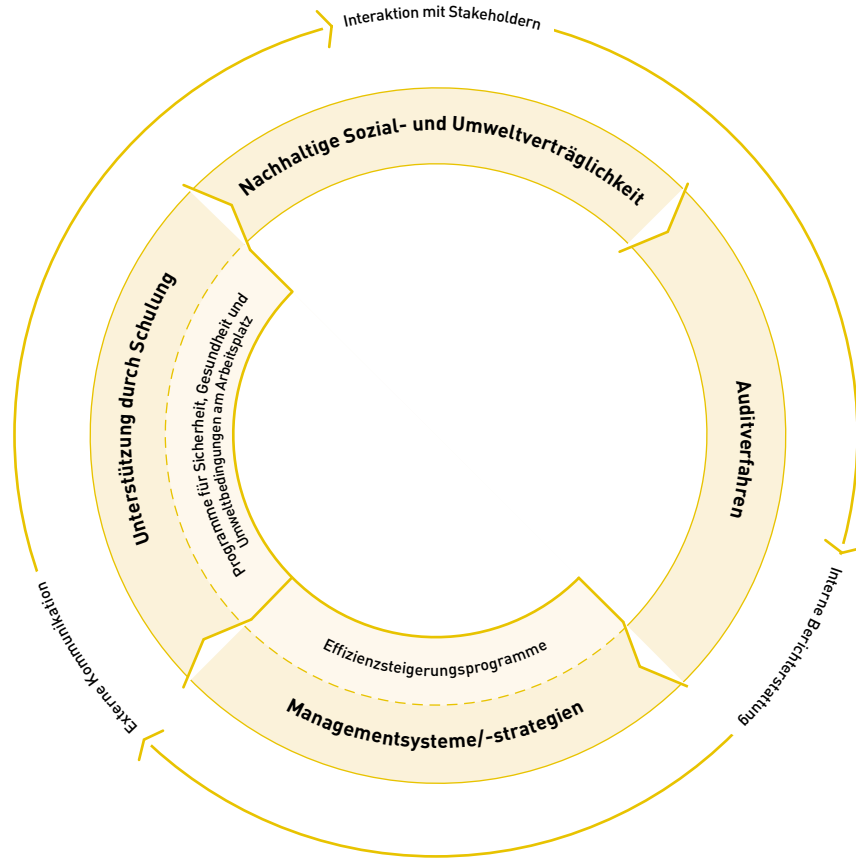 Interaktion mit Stakeholdern
Nachhaltige Sozial- und Umweltverträglichkeit
Auditverfahren
Interne Berichterstattung
Managementsysteme/-strategien
Effizienzsteigerungsprogramme
Externe Kommunikation
Unterstützung durch Schulung
Programme für Sicherheit, Gesundheit und
Umweltbedingungen am Arbeitsplatz